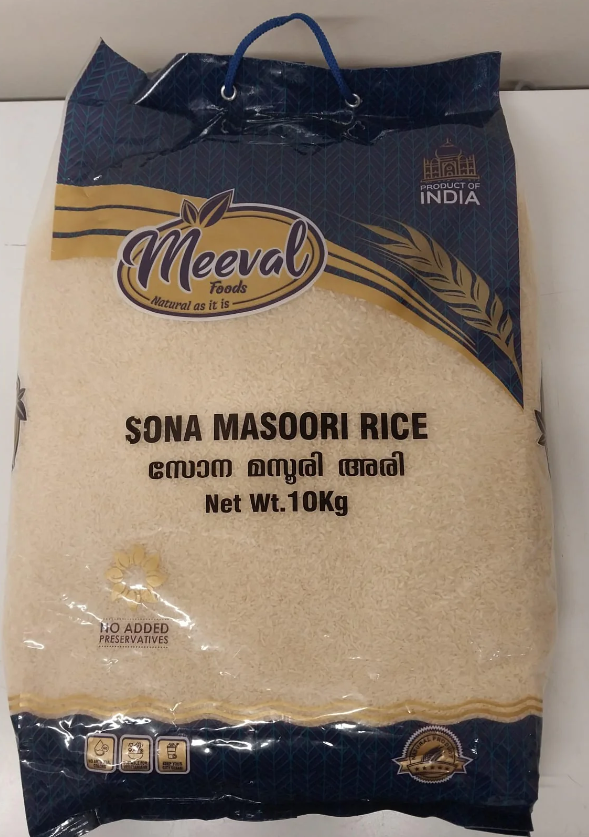 PRODUCT OF
INDIA
Meeval
Foods
Natural as it is
SONA MASOORI RICE
സോന മസൂരി അരി
Net Wt.10Kg
NO ADDED
PRESERVATIVES